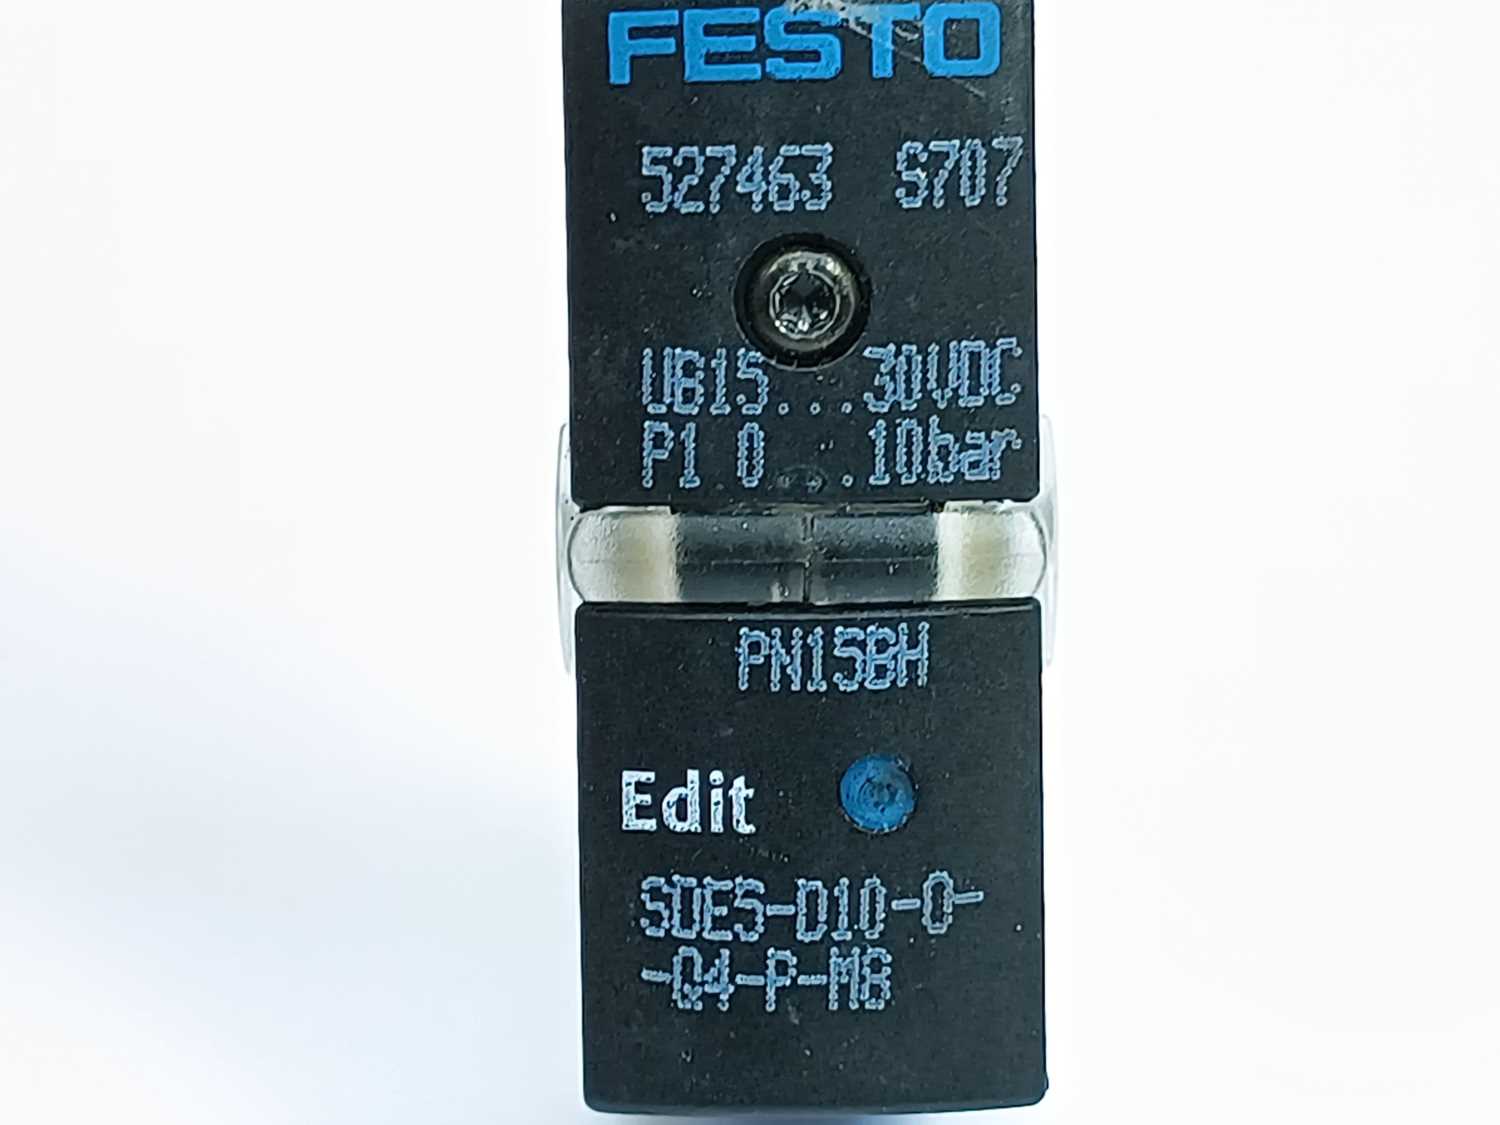 FESTO
527463 S707
UB15...30VDC
P1 0...10bar
PN15BH
Edit
SDE5-D10-O-
-Q4-P-M8